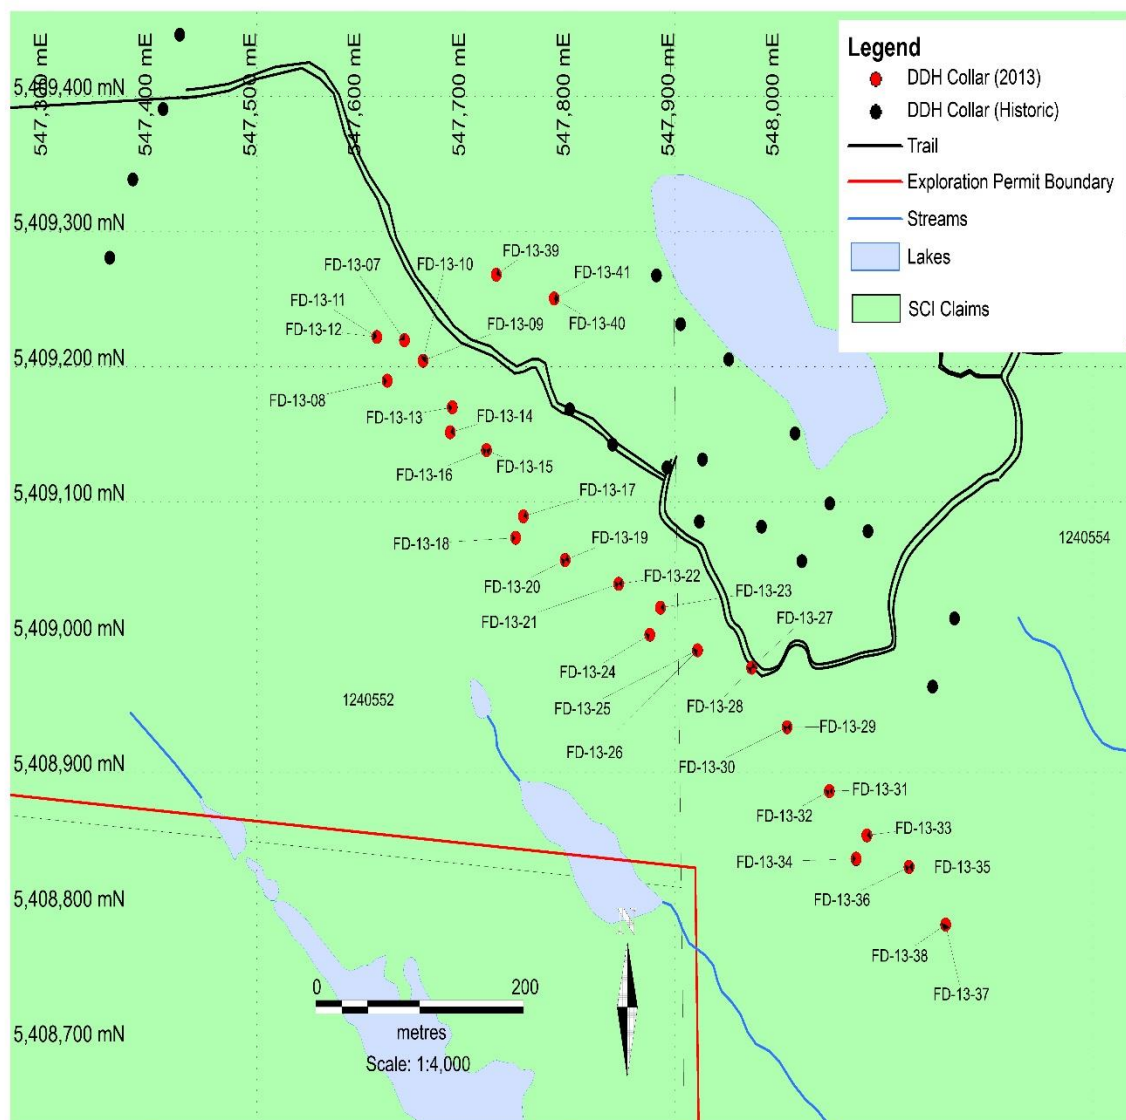 547,300 mE
547,400 mE
547,500 mE
547,600 mE
547,700 mE
547,800 mE
547,900 mE
548,000 mE
Legend
DDH Collar (2013)
DDH Collar (Historic)
Trail
Exploration Permit Boundary
Streams
Lakes
SCI Claims
5,409,400 mN
5,409,300 mN
FD-13-39
FD-13-07
FD-13-10
FD-13-41
FD-13-11
FD-13-12
FD-13-09
FD-13-40
5,409,200 mN
FD-13-08
FD-13-13
FD-13-14
FD-13-16
FD-13-15
5,409,100 mN
FD-13-17
FD-13-18
FD-13-19
1240554
FD-13-20
FD-13-22
FD-13-23
FD-13-21
FD-13-27
5,409,000 mN
FD-13-24
1240552
FD-13-25
FD-13-28
FD-13-29
FD-13-26
FD-13-30
5,408,900 mN
FD-13-31
FD-13-32
FD-13-33
FD-13-34
FD-13-35
FD-13-36
5,408,800 mN
FD-13-38
FD-13-37
N
0
200
metres
Scale: 1:4,000
5,408,700 mN